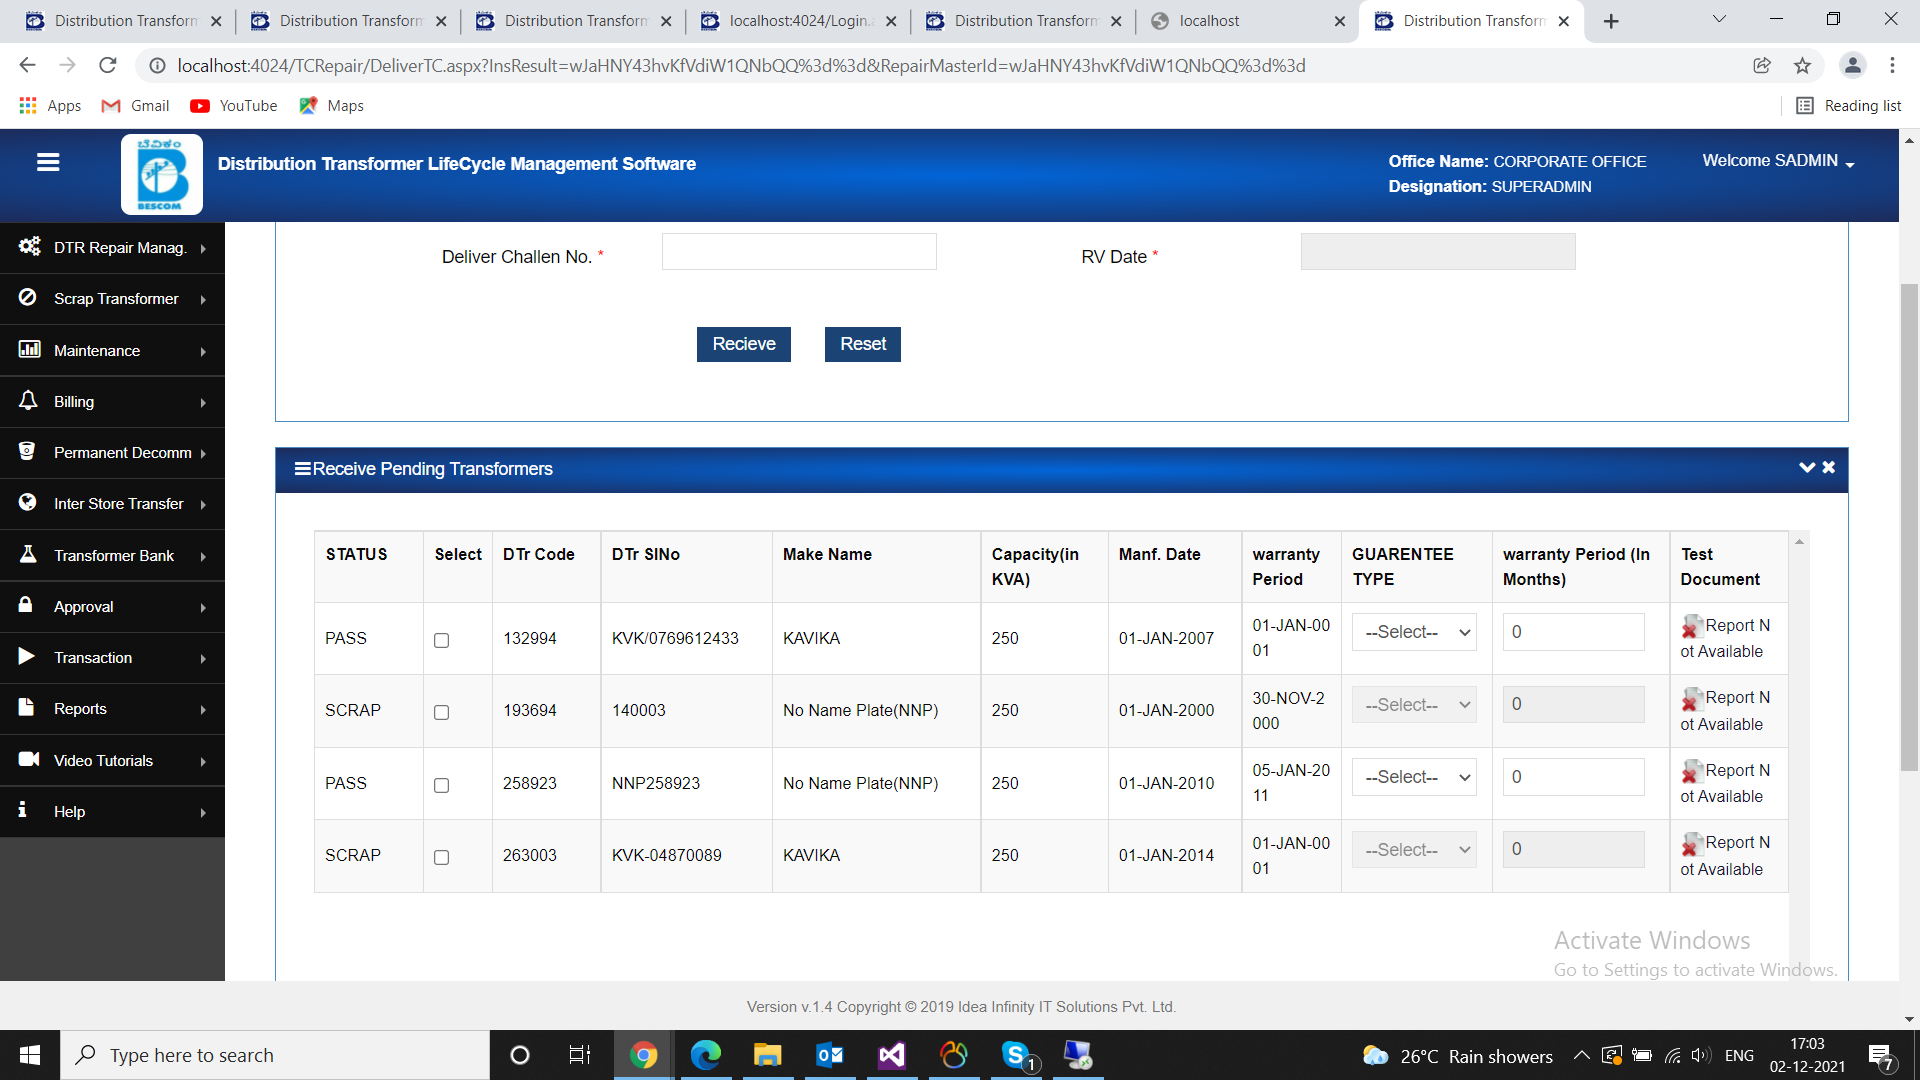 Distribution Transform
Distribution Transform
Distribution Transform
localhost:4024/Login.a
Distribution Transform
localhost
Distribution Transform
localhost:4024/TCRepair/DeliverTC.aspx?InsResult=wJaHNY43hvKfVdiW1QNbQQ%3d%3d&RepairMasterId=wJaHNY43hvKfVdiW1QNbQQ%3d%3d
Apps
Gmail
YouTube
Maps
Reading list
ಬೆವಿಕಂ
BESCOM
Distribution Transformer LifeCycle Management Software
Office Name: CORPORATE OFFICE
Designation: SUPERADMIN
Welcome SADMIN
DTR Repair Manag.
Scrap Transformer
Maintenance
Billing
Permanent Decomm
Inter Store Transfer
Transformer Bank
Approval
Transaction
Reports
Video Tutorials
Help
Deliver Challen No. *
RV Date *
Recieve
Reset
Receive Pending Transformers
STATUS Select DTr Code DTr SlNo Make Name Capacity(in KVA) Manf. Date warranty Period GUARENTEE TYPE warranty Period (In Months) Test Document
PASS 132994 KVK/0769612433 KAVIKA 250 01-JAN-2007 01-JAN-0001 --Select-- 0 Report Not Available
SCRAP 193694 140003 No Name Plate(NNP) 250 01-JAN-2000 30-NOV-2000 --Select-- 0 Report Not Available
PASS 258923 NNP258923 No Name Plate(NNP) 250 01-JAN-2010 05-JAN-2011 --Select-- 0 Report Not Available
SCRAP 263003 KVK-04870089 KAVIKA 250 01-JAN-2014 01-JAN-0001 --Select-- 0 Report Not Available
Activate Windows
Go to Settings to activate Windows.
Version v.1.4 Copyright © 2019 Idea Infinity IT Solutions Pvt. Ltd.
Type here to search
1
26°C Rain showers
ENG
17:03
02-12-2021
7